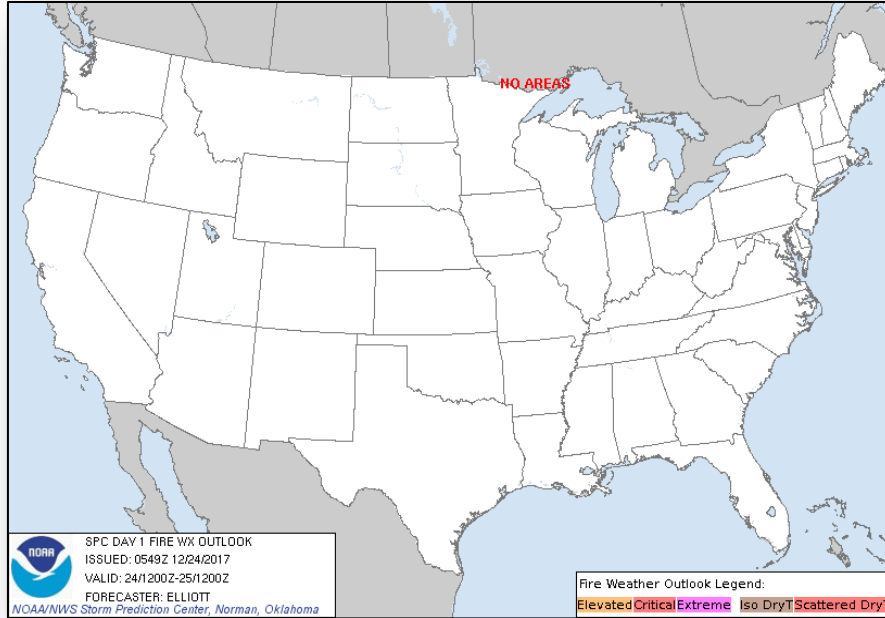 NO AREAS
NOAA
SPC DAY 1 FIRE WX OUTLOOK
ISSUED: 0549Z 12/24/2017
VALID: 24/1200Z-25/1200Z
FORECASTER: ELLIOTT
NOAA/NWS Storm Prediction Center, Norman, Oklahoma
Fire Weather Outlook Legend:
Elevated Critical Extreme Iso DryT Scattered DryT